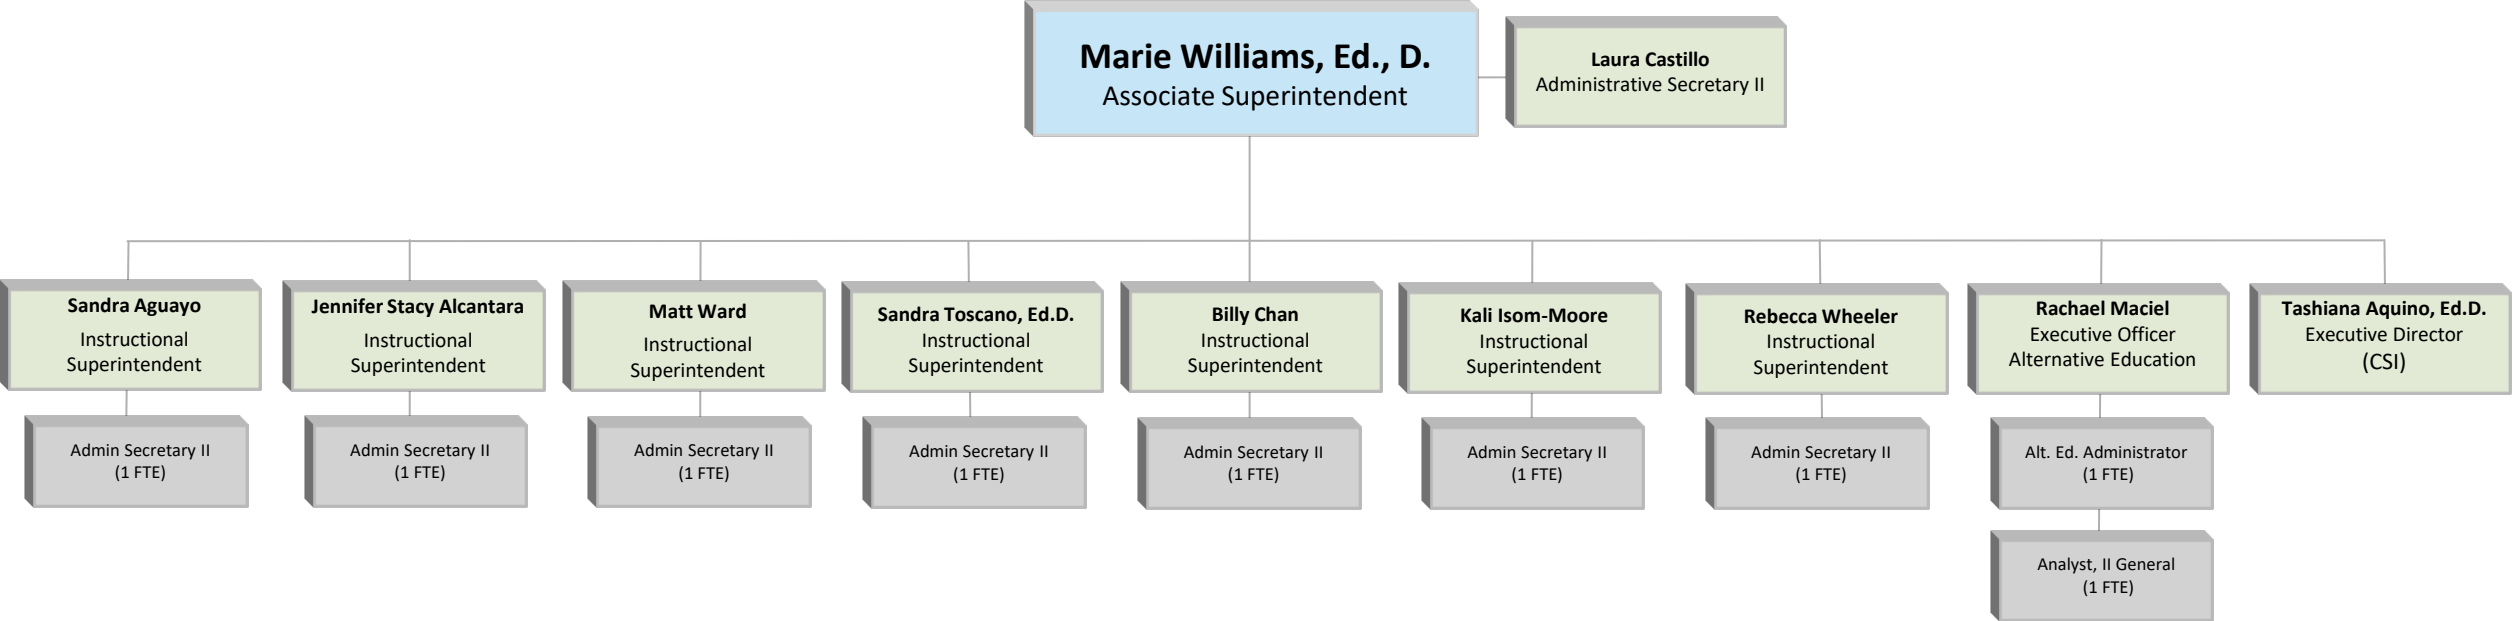 Marie Williams, Ed., D.
Associate Superintendent
Laura Castillo
Administrative Secretary II
Sandra Aguayo
Instructional
Superintendent
Jennifer Stacy Alcantara
Instructional
Superintendent
Matt Ward
Instructional
Superintendent
Sandra Toscano, Ed.D.
Instructional
Superintendent
Billy Chan
Instructional
Superintendent
Kali Isom-Moore
Instructional
Superintendent
Rebecca Wheeler
Instructional
Superintendent
Rachael Maciel
Executive Officer
Alternative Education
Tashiana Aquino, Ed.D.
Executive Director
(CSI)
Admin Secretary II
(1 FTE)
Admin Secretary II
(1 FTE)
Admin Secretary II
(1 FTE)
Admin Secretary II
(1 FTE)
Admin Secretary II
(1 FTE)
Admin Secretary II
(1 FTE)
Admin Secretary II
(1 FTE)
Alt. Ed. Administrator
(1 FTE)
Analyst, II General
(1 FTE)